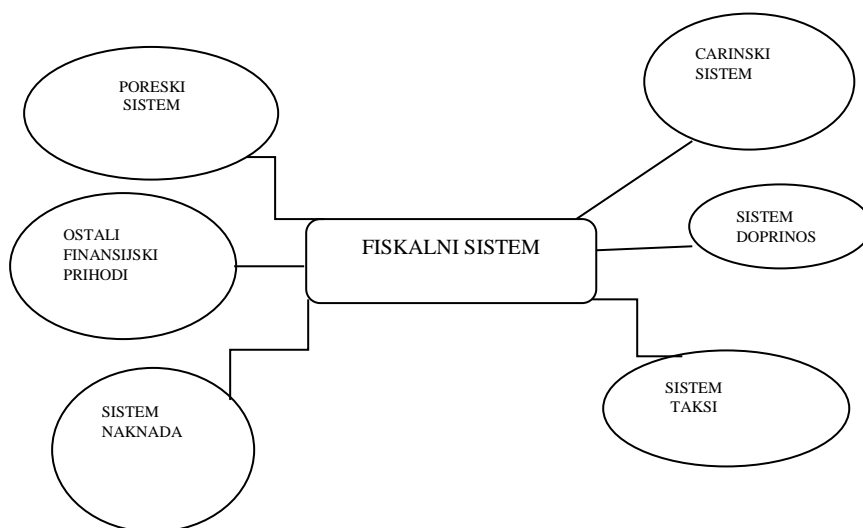 PORESKI
SISTEM
CARINSKI
SISTEM
OSTALI
FINANSIJSKI
PRIHODI
FISKALNI SISTEM
SISTEM
DOPRINOS
SISTEM
NAKNADA
SISTEM
TAKSI